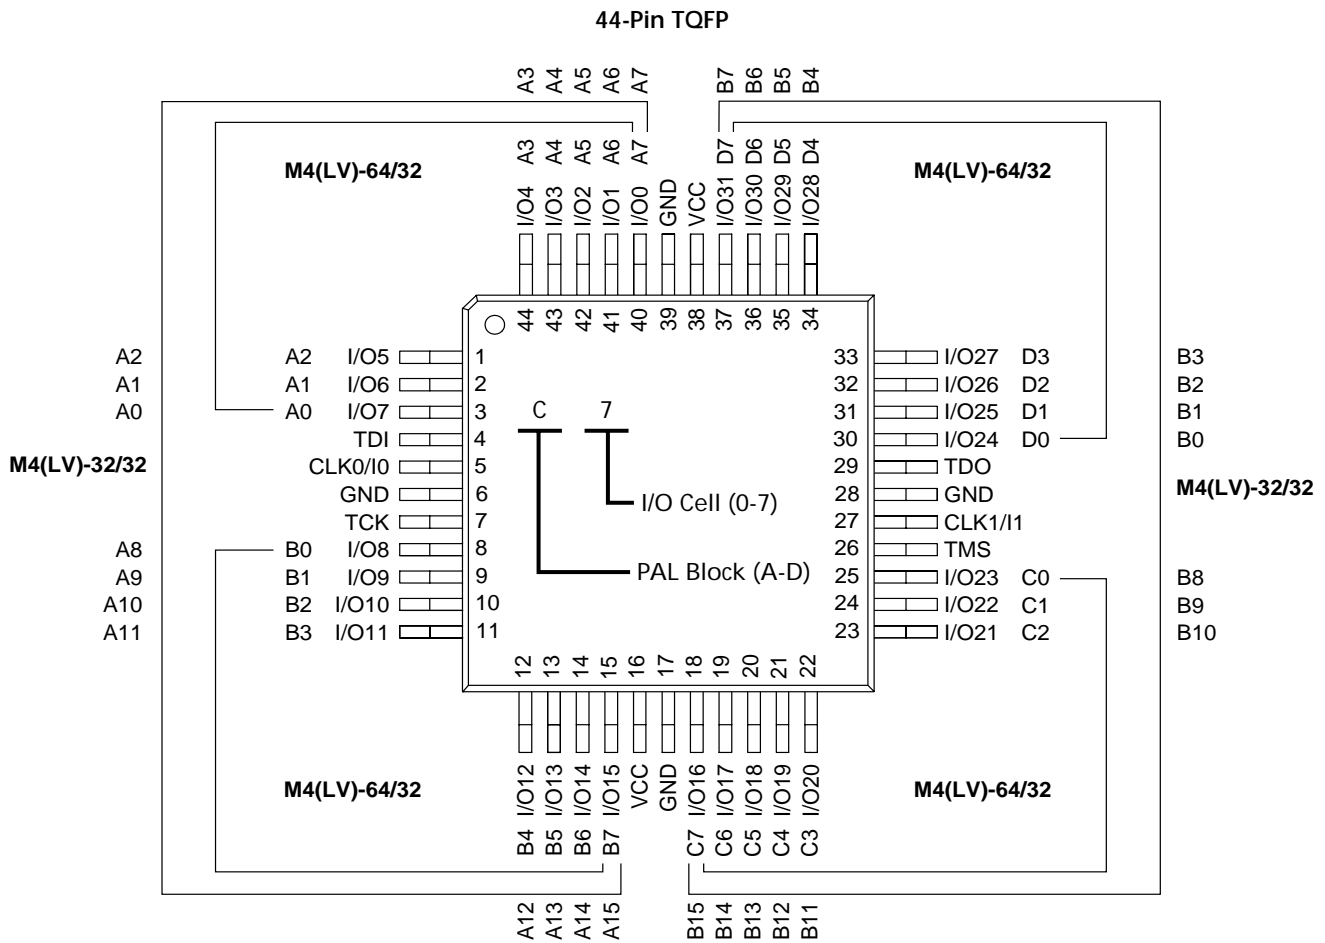 44-Pin TQFP
A3 A4 A5 A6 A7 B7 B6 B5 B4
A3 A4 A5 A6 A7 D7 D6 D5 D4
M4(LV)-64/32 M4(LV)-64/32
I/O4 I/O3 I/O2 I/O1 I/O0 GND VCC I/O31 I/O30 I/O29 I/O28
44 43 42 41 40 39 38 37 36 35 34
A2 A2 I/O5 1 33 I/O27 D3 B3
A1 A1 I/O6 2 32 I/O26 D2 B2
A0 A0 I/O7 3 C 7 31 I/O25 D1 B1
TDI 4 30 I/O24 D0 B0
M4(LV)-32/32 CLK0/I0 5 29 TDO
GND 6 I/O Cell (0-7) 28 GND M4(LV)-32/32
TCK 7 27 CLK1/I1
A8 B0 I/O8 8 26 TMS
A9 B1 I/O9 9 PAL Block (A-D) 25 I/O23 C0 B8
A10 B2 I/O10 10 24 I/O22 C1 B9
A11 B3 I/O11 11 23 I/O21 C2 B10
12 13 14 15 16 17 18 19 20 21 22
I/O12 I/O13 I/O14 I/O15 VCC GND I/O16 I/O17 I/O18 I/O19 I/O20
M4(LV)-64/32 M4(LV)-64/32
B4 B5 B6 B7 C7 C6 C5 C4 C3
A12 A13 A14 A15 B15 B14 B13 B12 B11